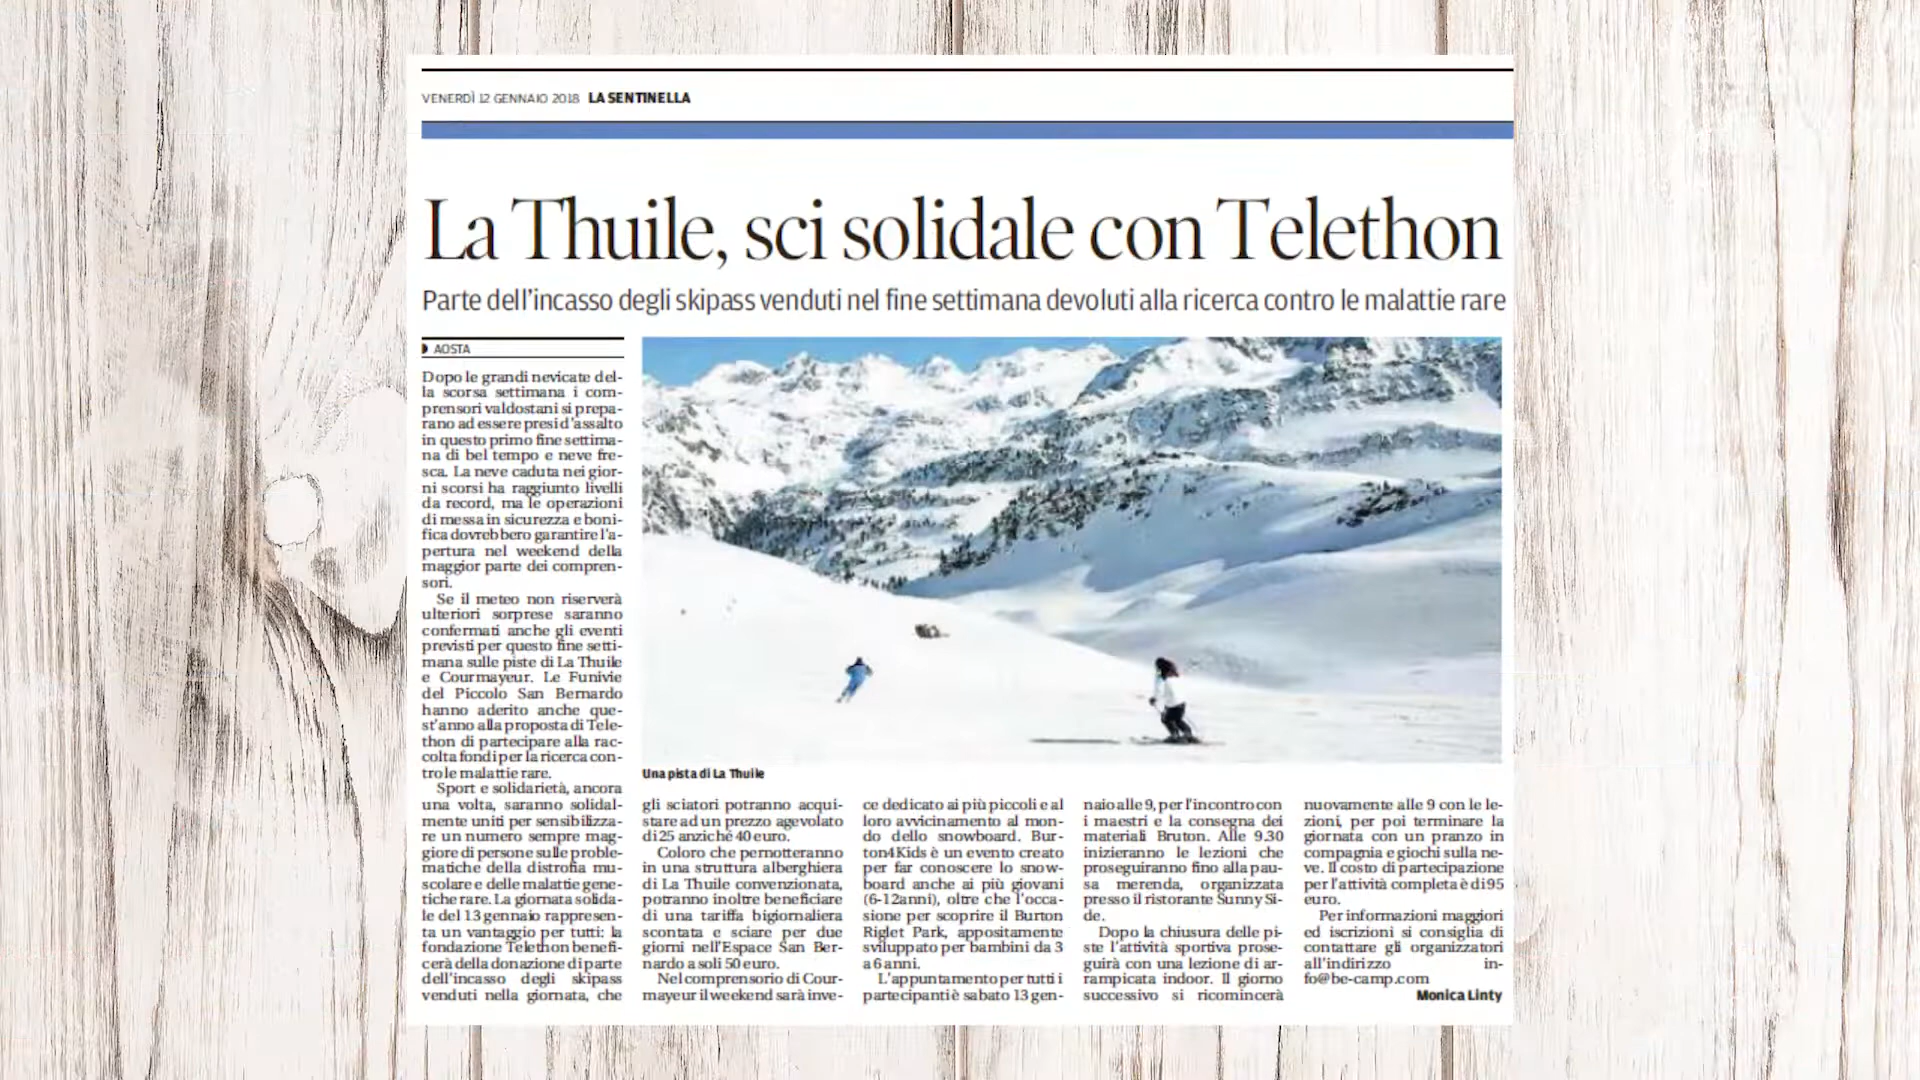 VENERDÌ 12 GENNAIO 2018 LA SENTINELLA
La Thuile, sci solidale con Telethon
Parte dell'incasso degli skipass venduti nel fine settimana devoluti alla ricerca contro le malattie rare
AOSTA
Dopo le grandi nevicate del-
la scorsa settimana i com-
prensori valdostani si prepa-
rano ad essere presi d'assalto
in questo primo fine settima-
na di bel tempo e neve fre-
sca. La neve caduta nei gior-
ni scorsi ha raggiunto livelli
da record, ma le operazioni
di messa in sicurezza e boni-
fica dovrebbero garantire l'a-
pertura nel weekend della
maggior parte dei compren-
sori.
Se il meteo non riserverà
ulteriori sorprese saranno
confermati anche gli eventi
previsti per questo fine setti-
mana sulle piste di La Thuile
e Courmayeur. Le Funivie
del Piccolo San Bernardo
hanno aderito anche que-
st'anno alla proposta di Tele-
thon di partecipare alla rac-
colta fondi per la ricerca con-
tro le malattie rare.
Sport e solidarietà, ancora
una volta, saranno solidal-
mente uniti per sensibilizza-
re un numero sempre mag-
giore di persone sulle proble-
matiche della distrofia mu-
scolare e delle malattie gene-
tiche rare. La giornata solida-
le del 13 gennaio rappresen-
ta un vantaggio per tutti: la
fondazione Telethon benefi-
cerà della donazione di parte
dell'incasso degli skipass
venduti nella giornata, che
Una pista di La Thuile
gli sciatori potranno acqui-
stare ad un prezzo agevolato
di 25 anziché 40 euro.
Coloro che pernotteranno
in una struttura alberghiera
di La Thuile convenzionata,
potranno inoltre beneficiare
di una tariffa bigiornaliera
scontata e sciare per due
giorni nell'Espace San Ber-
nardo a soli 50 euro.
Nel comprensorio di Cour-
mayeur il weekend sarà inve-
ce dedicato ai più piccoli e al
loro avvicinamento al mon-
do dello snowboard. Bur-
ton4Kids è un evento creato
per far conoscere lo snow-
board anche ai più giovani
(6-12anni), oltre che l'occa-
sione per scoprire il Burton
Riglet Park, appositamente
sviluppato per bambini da 3
a 6 anni.
L'appuntamento per tutti i
partecipanti è sabato 13 gen-
naio alle 9, per l'incontro con
i maestri e la consegna dei
materiali Bruton. Alle 9.30
inizieranno le lezioni che
proseguiranno fino alla pau-
sa merenda, organizzata
presso il ristorante Sunny Si-
de.
Dopo la chiusura delle pi-
ste l'attività sportiva prose-
guirà con una lezione di ar-
rampicata indoor. Il giorno
successivo si ricomincerà
nuovamente alle 9 con le le-
zioni, per poi terminare la
giornata con un pranzo in
compagnia e giochi sulla ne-
ve. Il costo di partecipazione
per l'attività completa è di 95
euro.
Per informazioni maggiori
ed iscrizioni si consiglia di
contattare gli organizzatori
all'indirizzo in-
fo@be-camp.com
Monica Linty